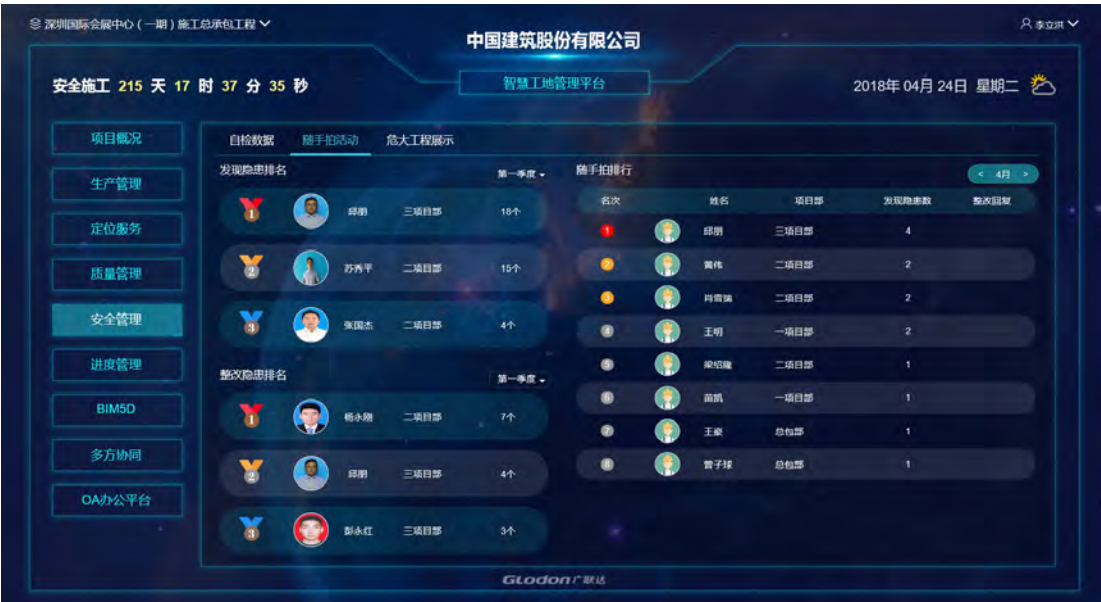 深圳国际会展中心（一期）施工总承包工程
李立洪
中国建筑股份有限公司
安全施工 215 天 17 时 37 分 35 秒
智慧工地管理平台
2018年 04月 24日 星期二
项目概况
生产管理
定位服务
质量管理
安全管理
进度管理
BIM5D
多方协同
OA办公平台
自检数据 随手拍活动 危大工程展示
发现隐患排名 第一季度
1 邱朋 三项目部 18个
2 苏秀平 二项目部 15个
3 张国杰 二项目部 4个
整改隐患排名 第一季度
1 杨永刚 二项目部 7个
2 邱朋 三项目部 4个
3 彭永红 三项目部 3个
随手拍排行 < 4月 >
名次 姓名 项目部 发现隐患数 整改回复
1 邱朋 三项目部 4
2 黄伟 二项目部 2
3 二项目部 2
4 王明 一项目部 2
5 梁绍隆 二项目部 1
6 苗凯 一项目部 1
7 王豪 总包部 1
8 曾子球 总包部 1
GLodon广联达